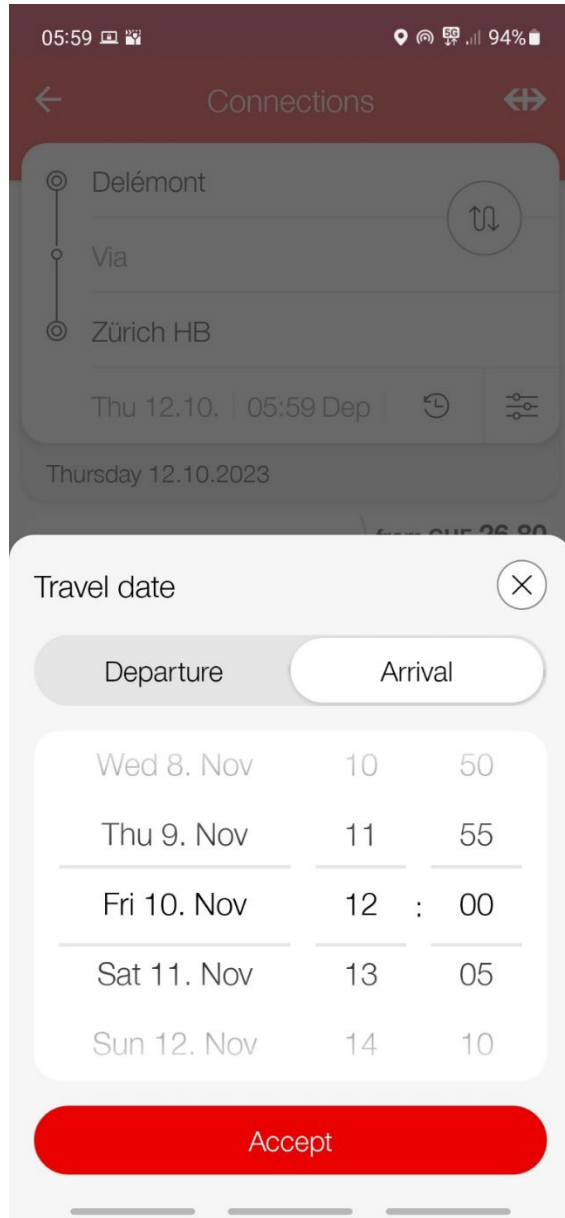 05:59 5G 94%
Connections
Delémont
Via
Zürich HB
Thu 12.10. 05:59 Dep
Thursday 12.10.2023
from CHF 26.80
Travel date
Departure Arrival
Wed 8. Nov 10 50
Thu 9. Nov 11 55
Fri 10. Nov 12 : 00
Sat 11. Nov 13 05
Sun 12. Nov 14 10
Accept